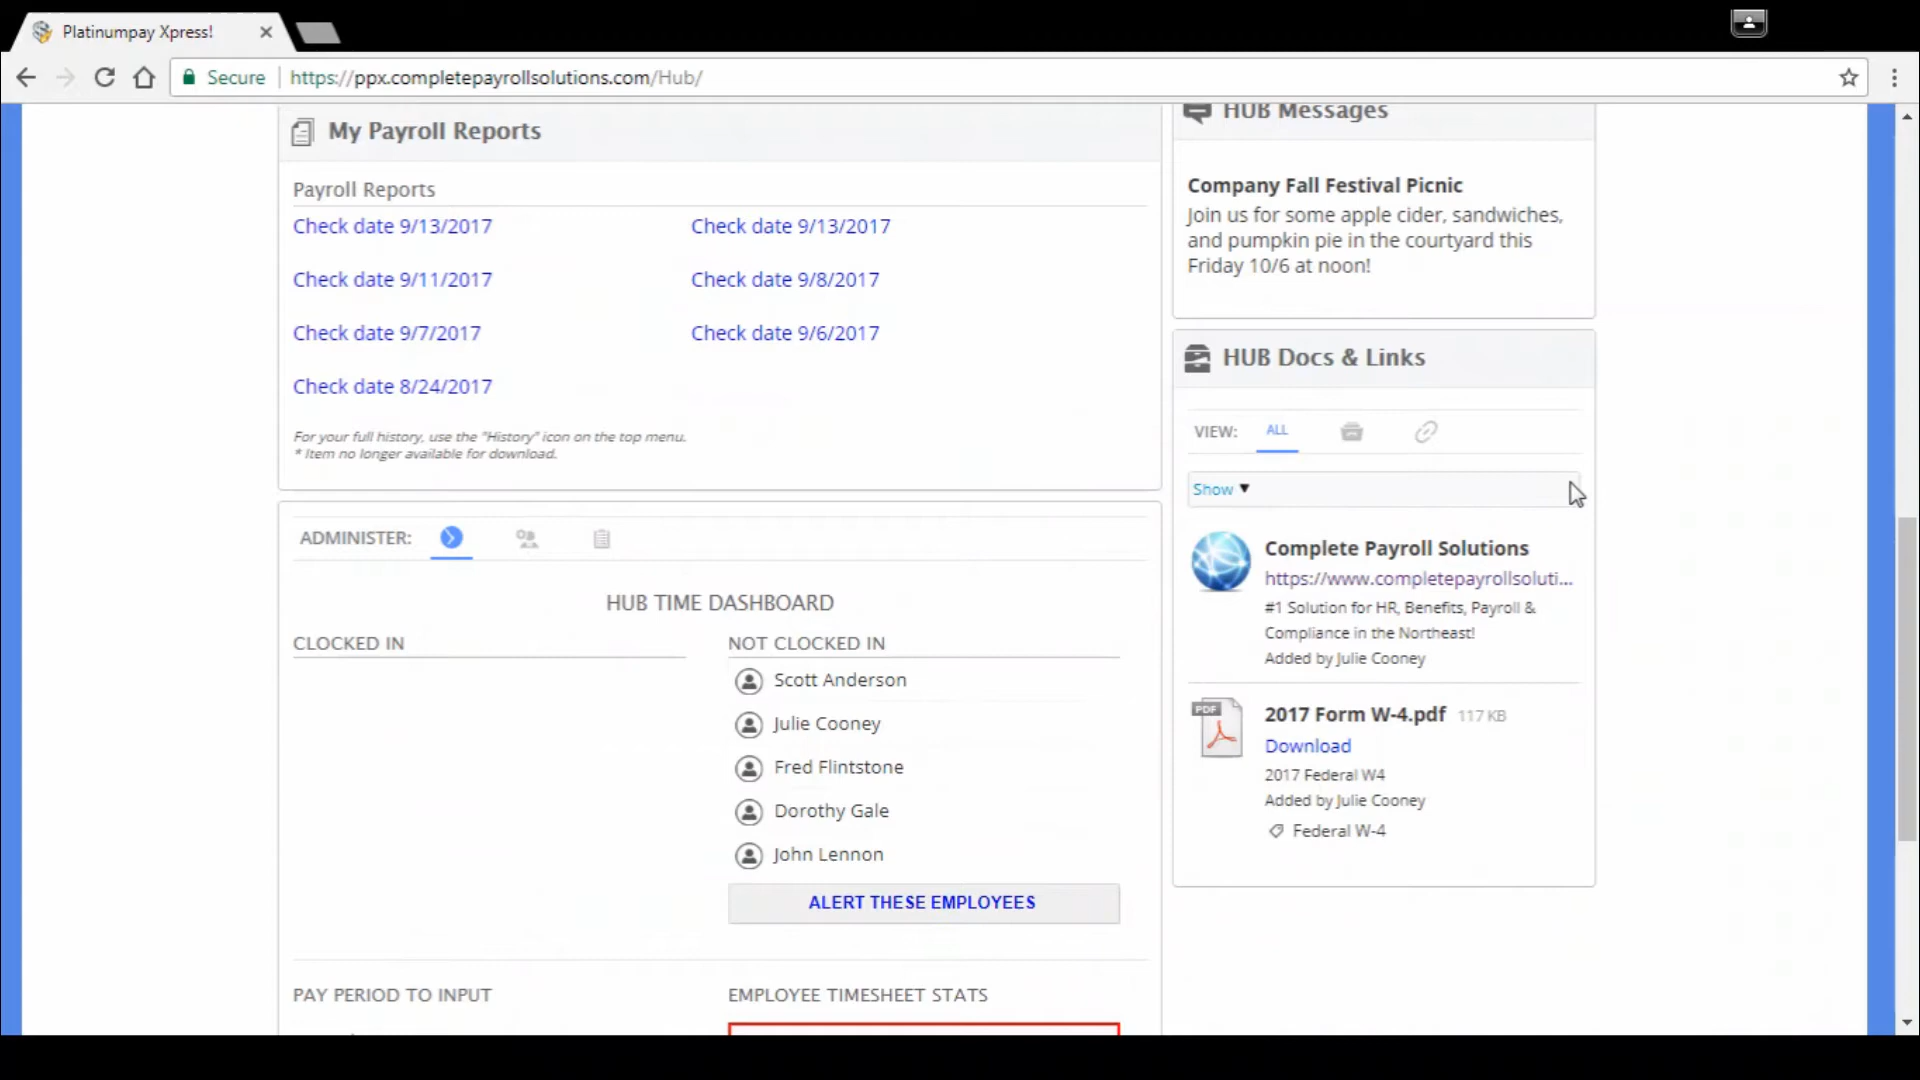 Platinumpay Xpress!
Secure
https://ppx.completepayrollsolutions.com/Hub/
My Payroll Reports
Payroll Reports
Check date 9/13/2017
Check date 9/13/2017
Check date 9/11/2017
Check date 9/8/2017
Check date 9/7/2017
Check date 9/6/2017
Check date 8/24/2017
For your full history, use the "History" icon on the top menu.
* Item no longer available for download.
ADMINISTER:
HUB TIME DASHBOARD
CLOCKED IN
NOT CLOCKED IN
Scott Anderson
Julie Cooney
Fred Flintstone
Dorothy Gale
John Lennon
ALERT THESE EMPLOYEES
PAY PERIOD TO INPUT
EMPLOYEE TIMESHEET STATS
HUB Messages
Company Fall Festival Picnic
Join us for some apple cider, sandwiches,
and pumpkin pie in the courtyard this
Friday 10/6 at noon!
HUB Docs & Links
VIEW: ALL
Show ▼
Complete Payroll Solutions
https://www.completepayrollsoluti...
#1 Solution for HR, Benefits, Payroll &
Compliance in the Northeast!
Added by Julie Cooney
PDF
2017 Form W-4.pdf 117 KB
Download
2017 Federal W4
Added by Julie Cooney
Federal W-4